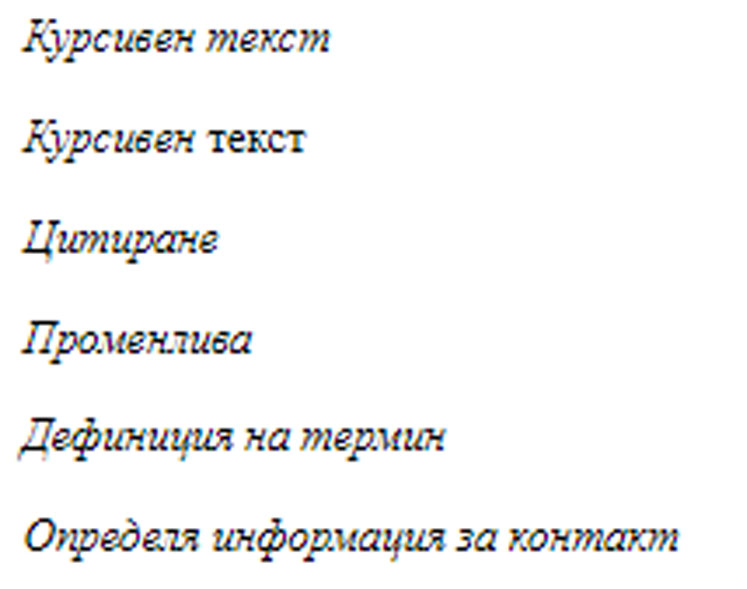 Курсивен текст
Курсивен текст
Цитиране
Променлива
Дефиниция на термин
Определя информация за контакт